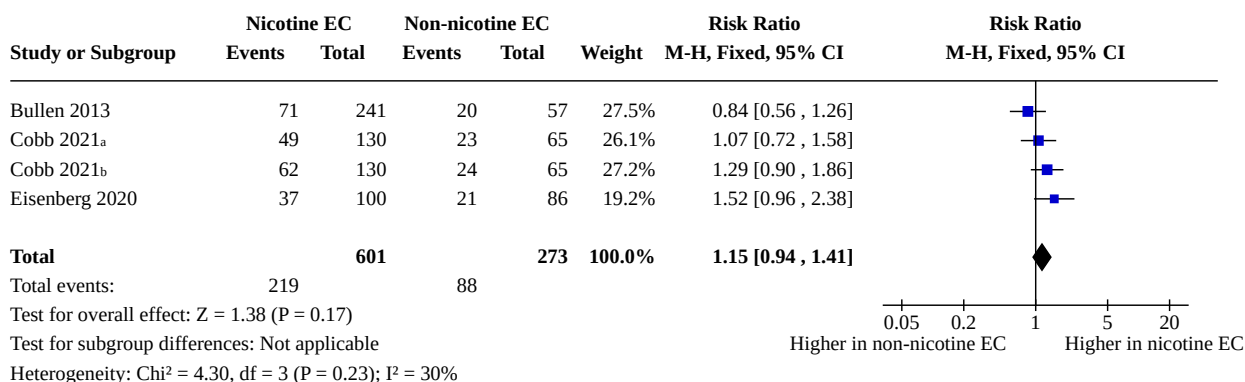 Nicotine EC Non-nicotine EC Risk Ratio Risk Ratio
Study or Subgroup Events Total Events Total Weight M-H, Fixed, 95% CI M-H, Fixed, 95% CI
Bullen 2013 71 241 20 57 27.5% 0.84 [0.56 , 1.26]
Cobb 2021a 49 130 23 65 26.1% 1.07 [0.72 , 1.58]
Cobb 2021b 62 130 24 65 27.2% 1.29 [0.90 , 1.86]
Eisenberg 2020 37 100 21 86 19.2% 1.52 [0.96 , 2.38]
Total 601 273 100.0% 1.15 [0.94 , 1.41]
Total events: 219 88
Test for overall effect: Z = 1.38 (P = 0.17) 0.05 0.2 1 5 20
Test for subgroup differences: Not applicable Higher in non-nicotine EC Higher in nicotine EC
Heterogeneity: Chi² = 4.30, df = 3 (P = 0.23); I² = 30%